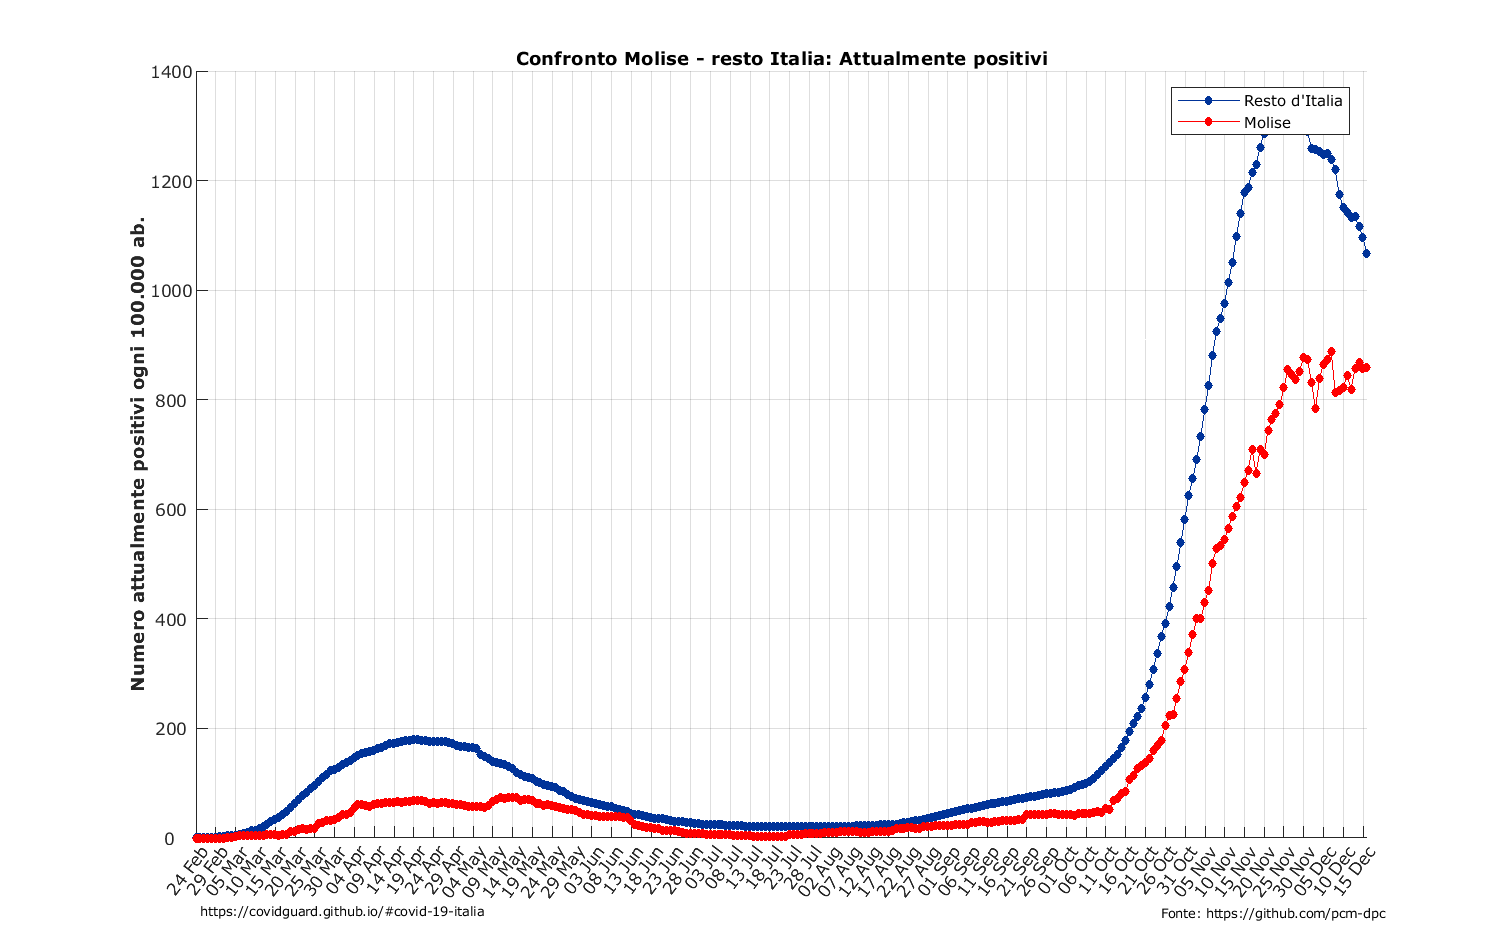 Confronto Molise - resto Italia: Attualmente positivi
Resto d'Italia
Molise
Numero attualmente positivi ogni 100.000 ab.
1400
1200
1000
800
600
400
200
0
24 Feb
29 Feb
05 Mar
10 Mar
15 Mar
20 Mar
25 Mar
30 Mar
04 Apr
09 Apr
14 Apr
19 Apr
24 Apr
29 Apr
04 May
09 May
14 May
19 May
24 May
29 May
03 Jun
08 Jun
13 Jun
18 Jun
23 Jun
28 Jun
03 Jul
08 Jul
13 Jul
18 Jul
23 Jul
28 Jul
02 Aug
07 Aug
12 Aug
17 Aug
22 Aug
27 Aug
01 Sep
06 Sep
11 Sep
16 Sep
21 Sep
26 Sep
01 Oct
06 Oct
11 Oct
16 Oct
21 Oct
26 Oct
31 Oct
05 Nov
10 Nov
15 Nov
20 Nov
25 Nov
30 Nov
05 Dec
10 Dec
15 Dec
https://covidguard.github.io/#covid-19-italia
Fonte: https://github.com/pcm-dpc